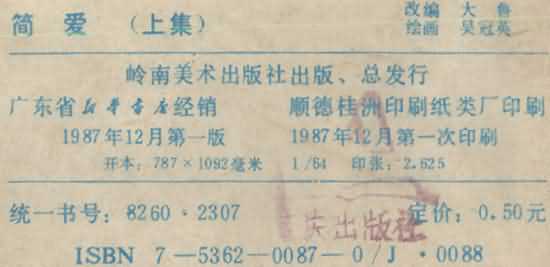 简 爱 (上集) 改编 大 鲁
绘画 吴冠英
岭南美术出版社出版、总发行
广东省新华书店经销 顺德桂洲印刷纸类厂印刷
1987年12月第一版 1987年12月第一次印刷
开本: 787×1092毫米 1/64 印张: 2.625
统一书号: 8260·2307 定价: 0.50元
庆出版社
ISBN 7—5362—0087—0/J·0088